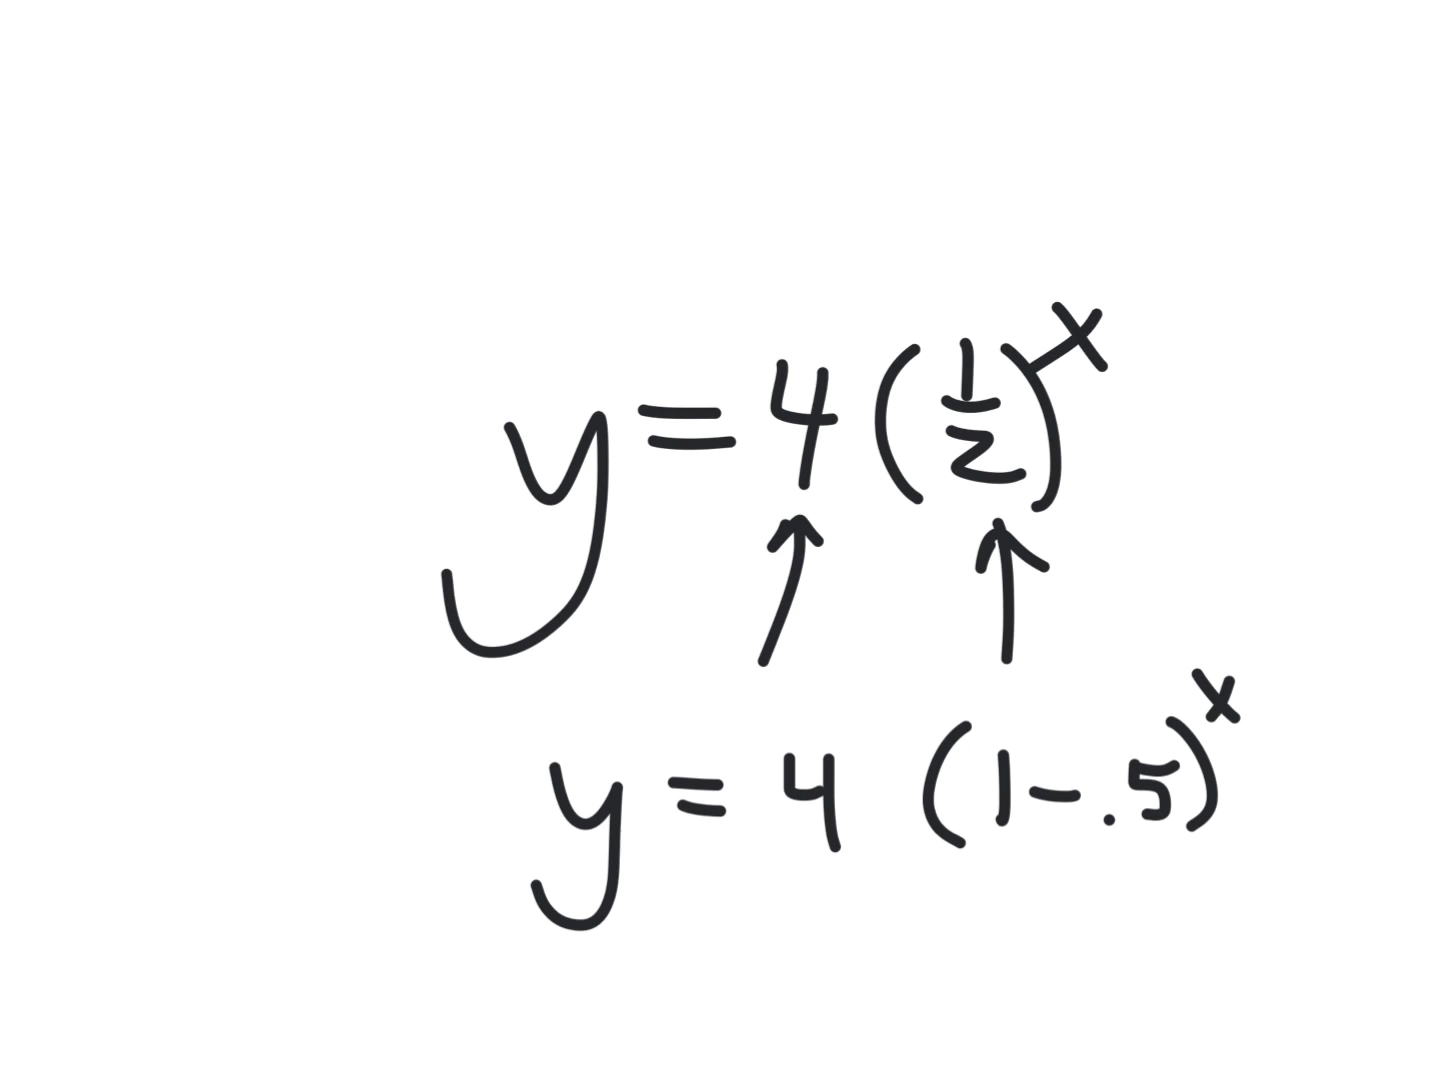 y = 4 (1/2)^x
y = 4 (1 - .5)^x